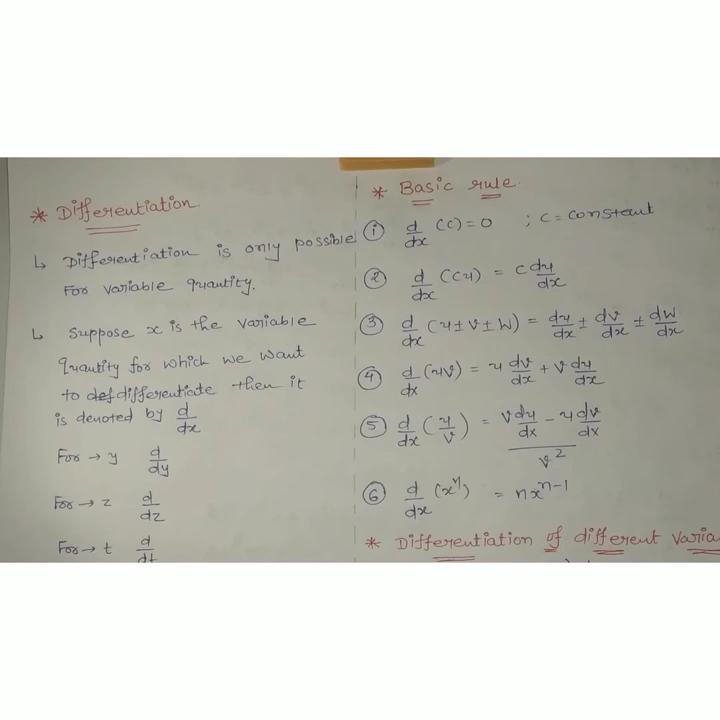 * Differentiation
↳ Differentiation is only possible
For variable quantity.
↳ Suppose x is the variable
Quantity for which we want
to def differentiate then it
is denoted by d/dx
For → y d/dy
For → z d/dz
For → t d/dt
* Basic rule.
① d/dx (c) = 0 ; c = constant
② d/dx (cu) = c du/dx
③ d/dx (u ± v ± w) = du/dx ± dv/dx ± dw/dx
④ d/dx (uv) = u dv/dx + v du/dx
⑤ d/dx (u/v) = (v du/dx - u dv/dx)/v²
⑥ d/dx (xⁿ) = nxⁿ⁻¹
* Differentiation of different varia